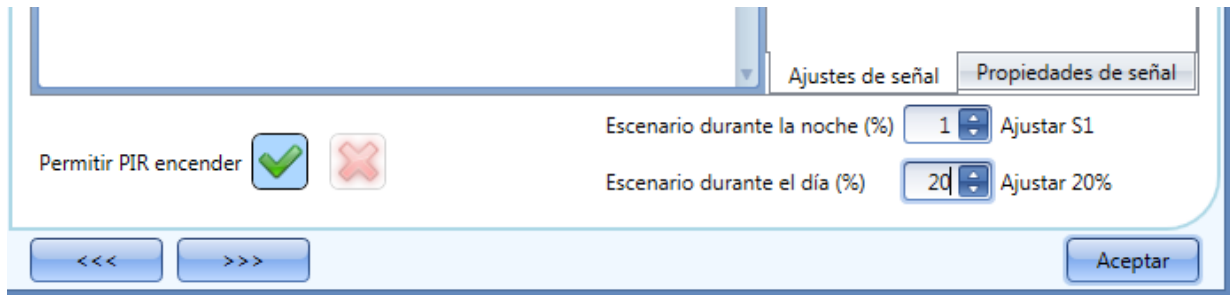 Ajustes de señal Propiedades de señal
Escenario durante la noche (%) 1 Ajustar S1
Permitir PIR encender
Escenario durante el día (%) 20 Ajustar 20%
<<< >>> Aceptar